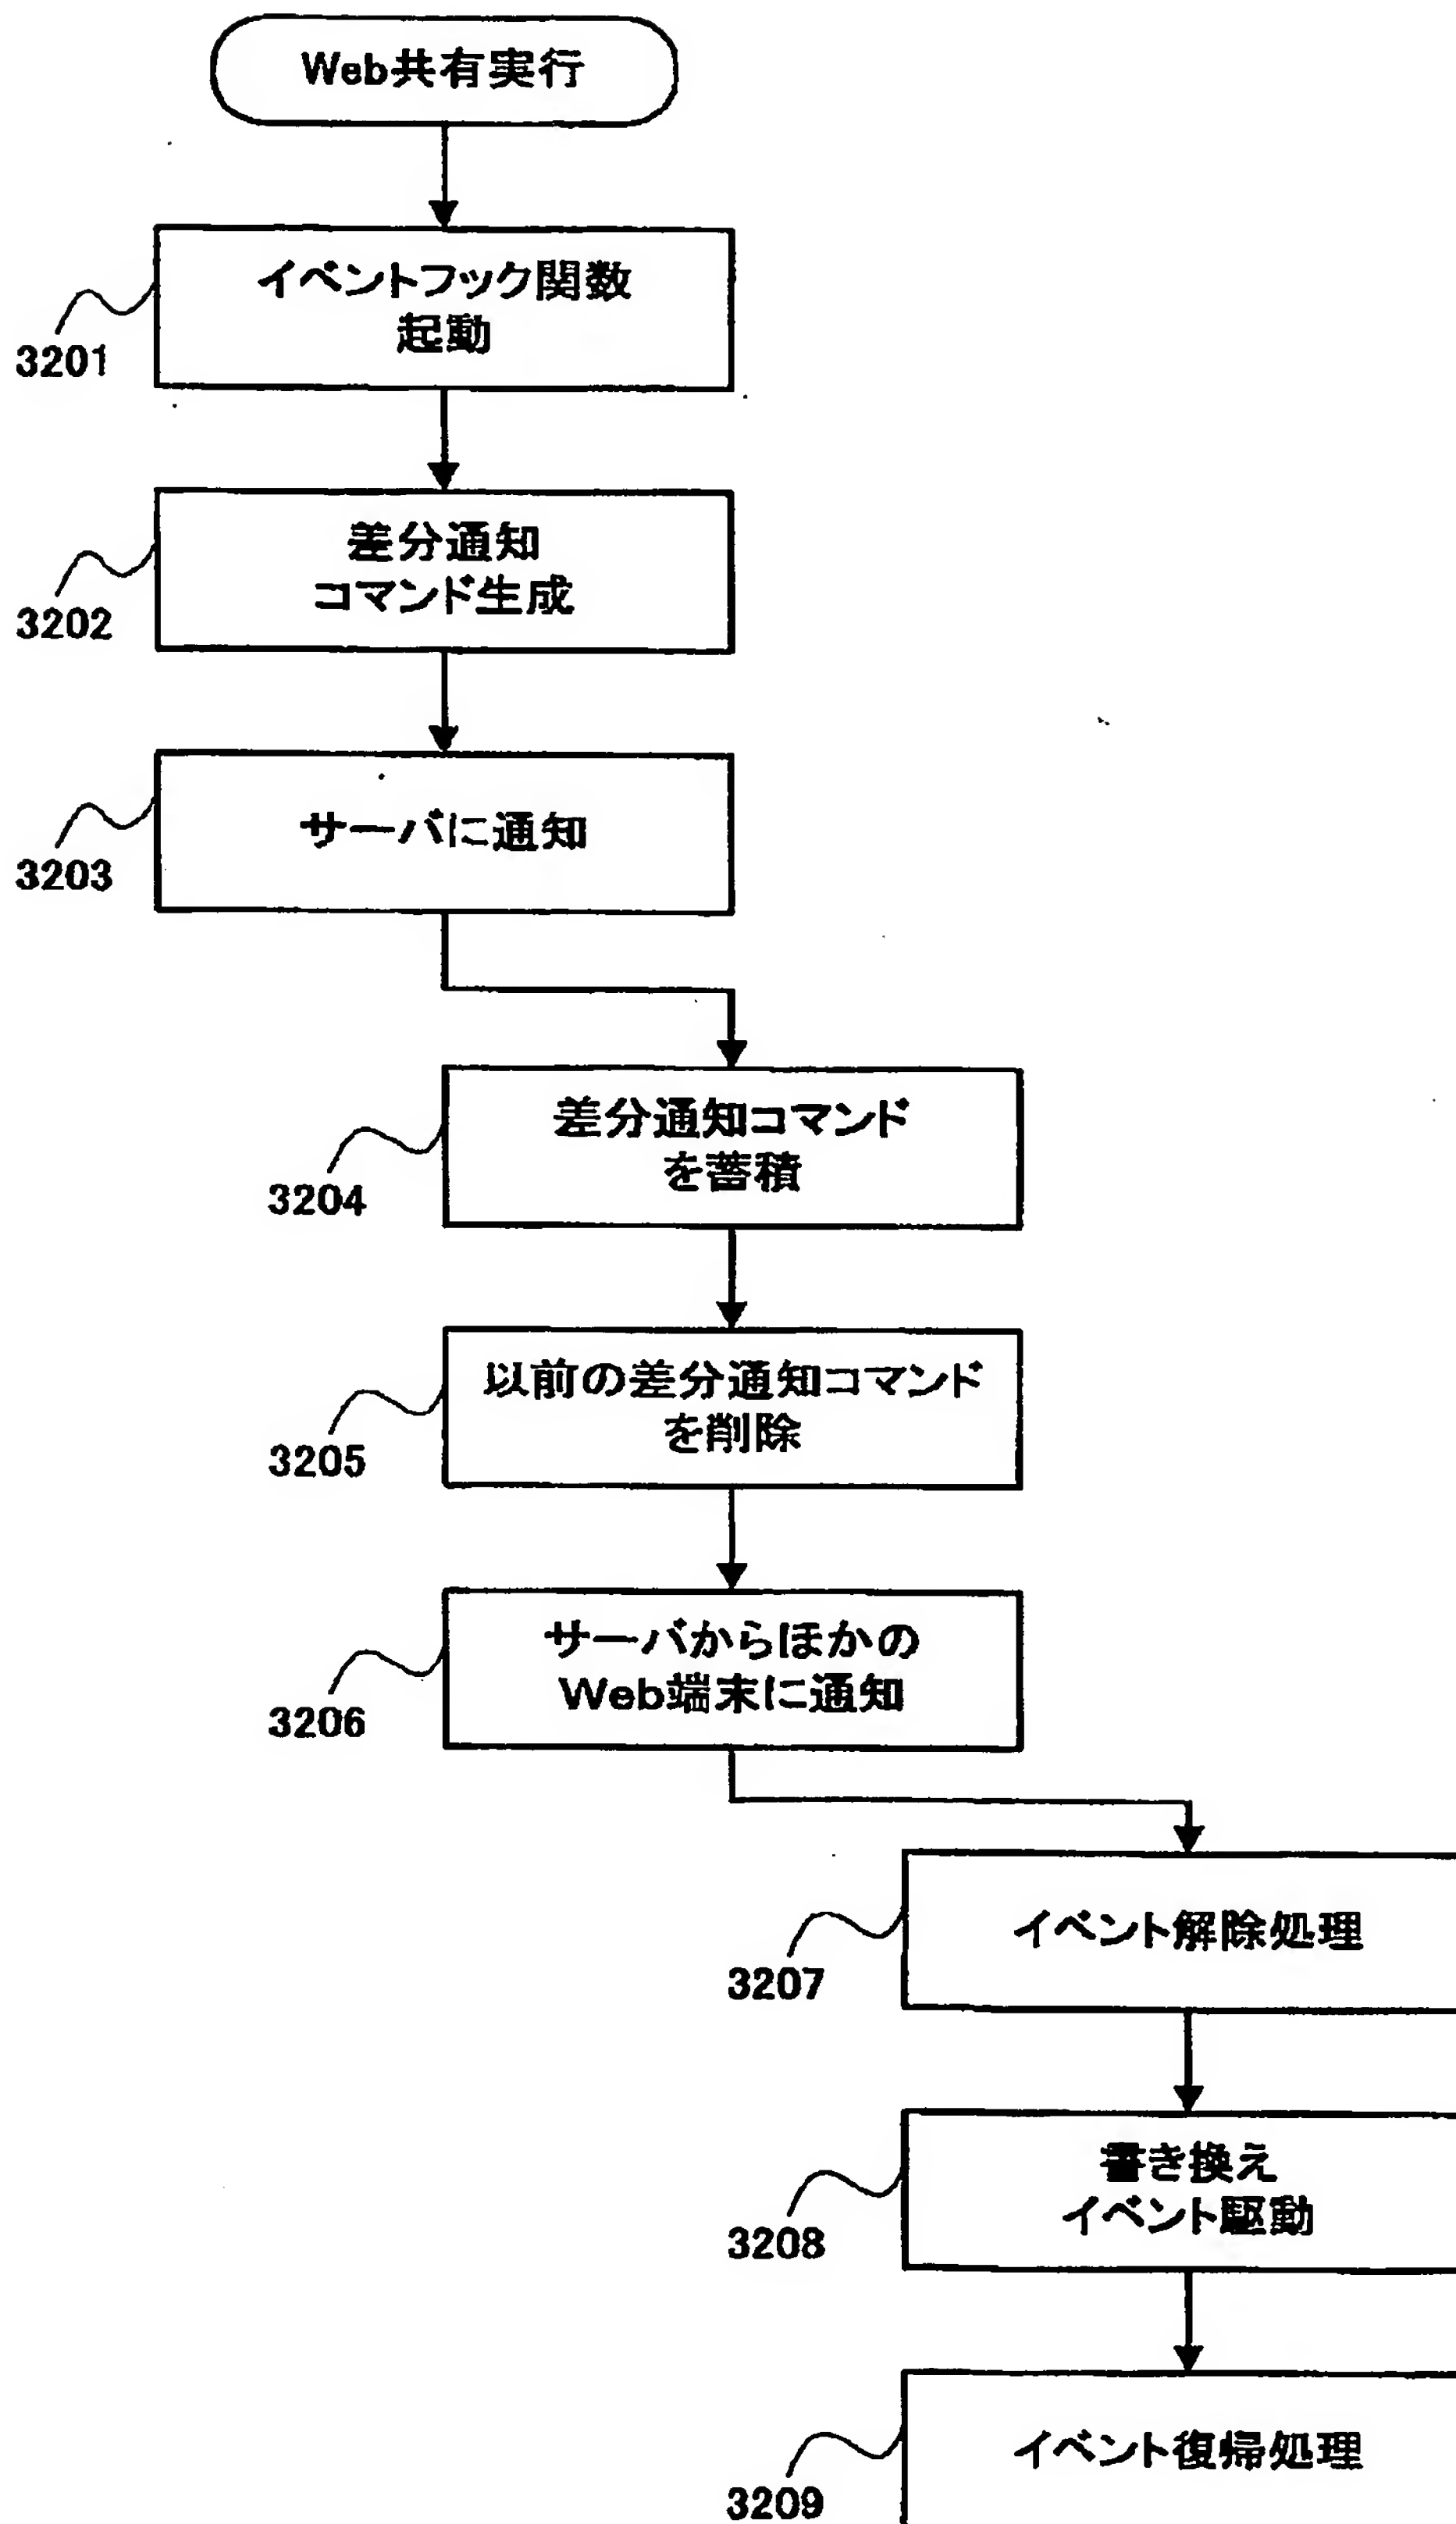 Web共有実行
イベントフック関数
起動
3201
差分通知
コマンド生成
3202
サーバに通知
3203
差分通知コマンド
を蓄積
3204
以前の差分通知コマンド
を削除
3205
サーバからほかの
Web端末に通知
3206
イベント解除処理
3207
書き換え
イベント駆動
3208
イベント復帰処理
3209